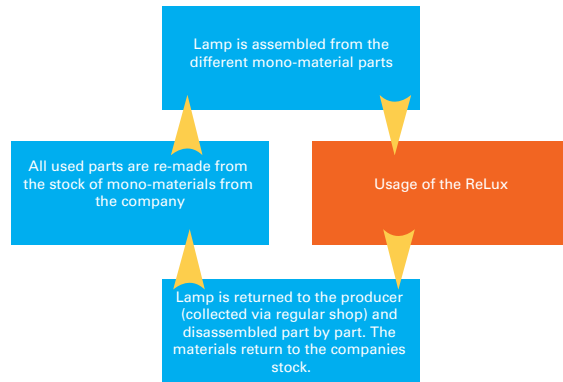 Lamp is assembled from the
different mono-material parts
All used parts are re-made from
the stock of mono-materials from
the company
Usage of the ReLux
Lamp is returned to the producer
(collected via regular shop) and
disassembled part by part. The
materials return to the companies
stock.